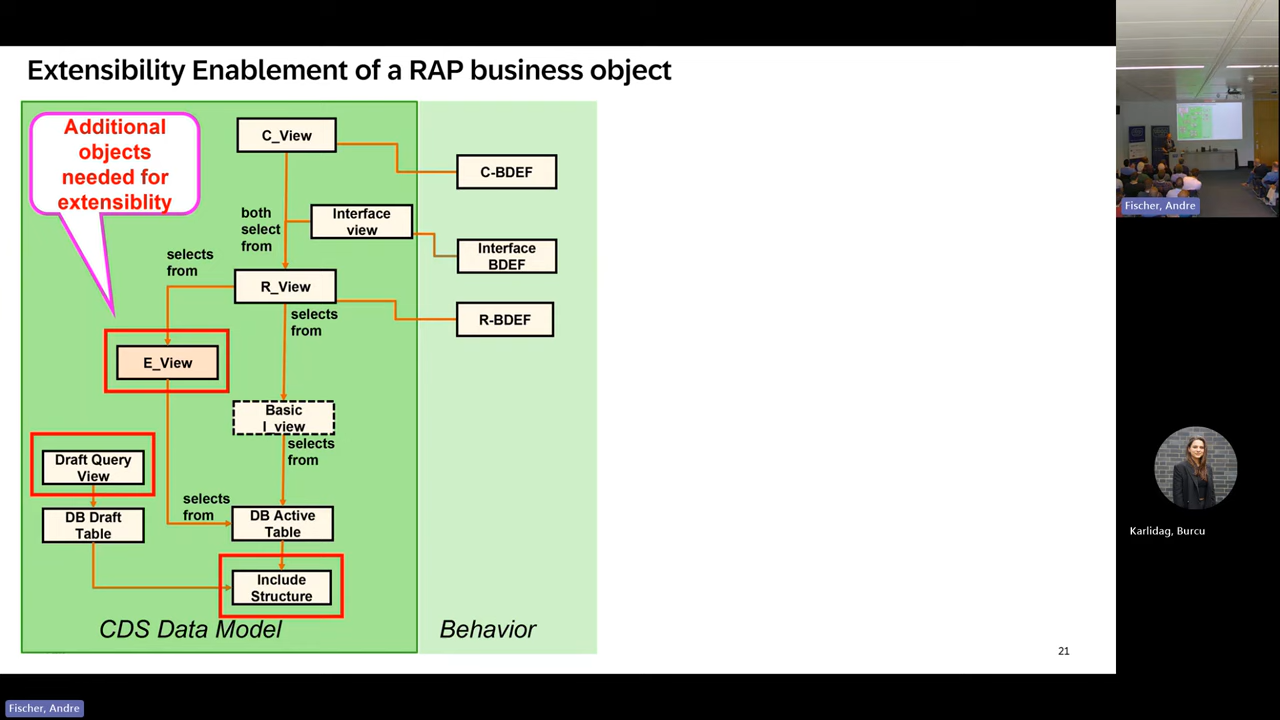 Extensibility Enablement of a RAP business object
Additional
objects
needed for
extensiblity
C_View
C-BDEF
both
select
from
Interface
view
Interface
BDEF
selects
from
R_View
selects
from
R-BDEF
E_View
Basic
I_view
selects
from
Draft Query
View
selects
from
DB Draft
Table
DB Active
Table
Include
Structure
CDS Data Model
Behavior
21
Fischer, Andre
Karlidag, Burcu
Fischer, Andre